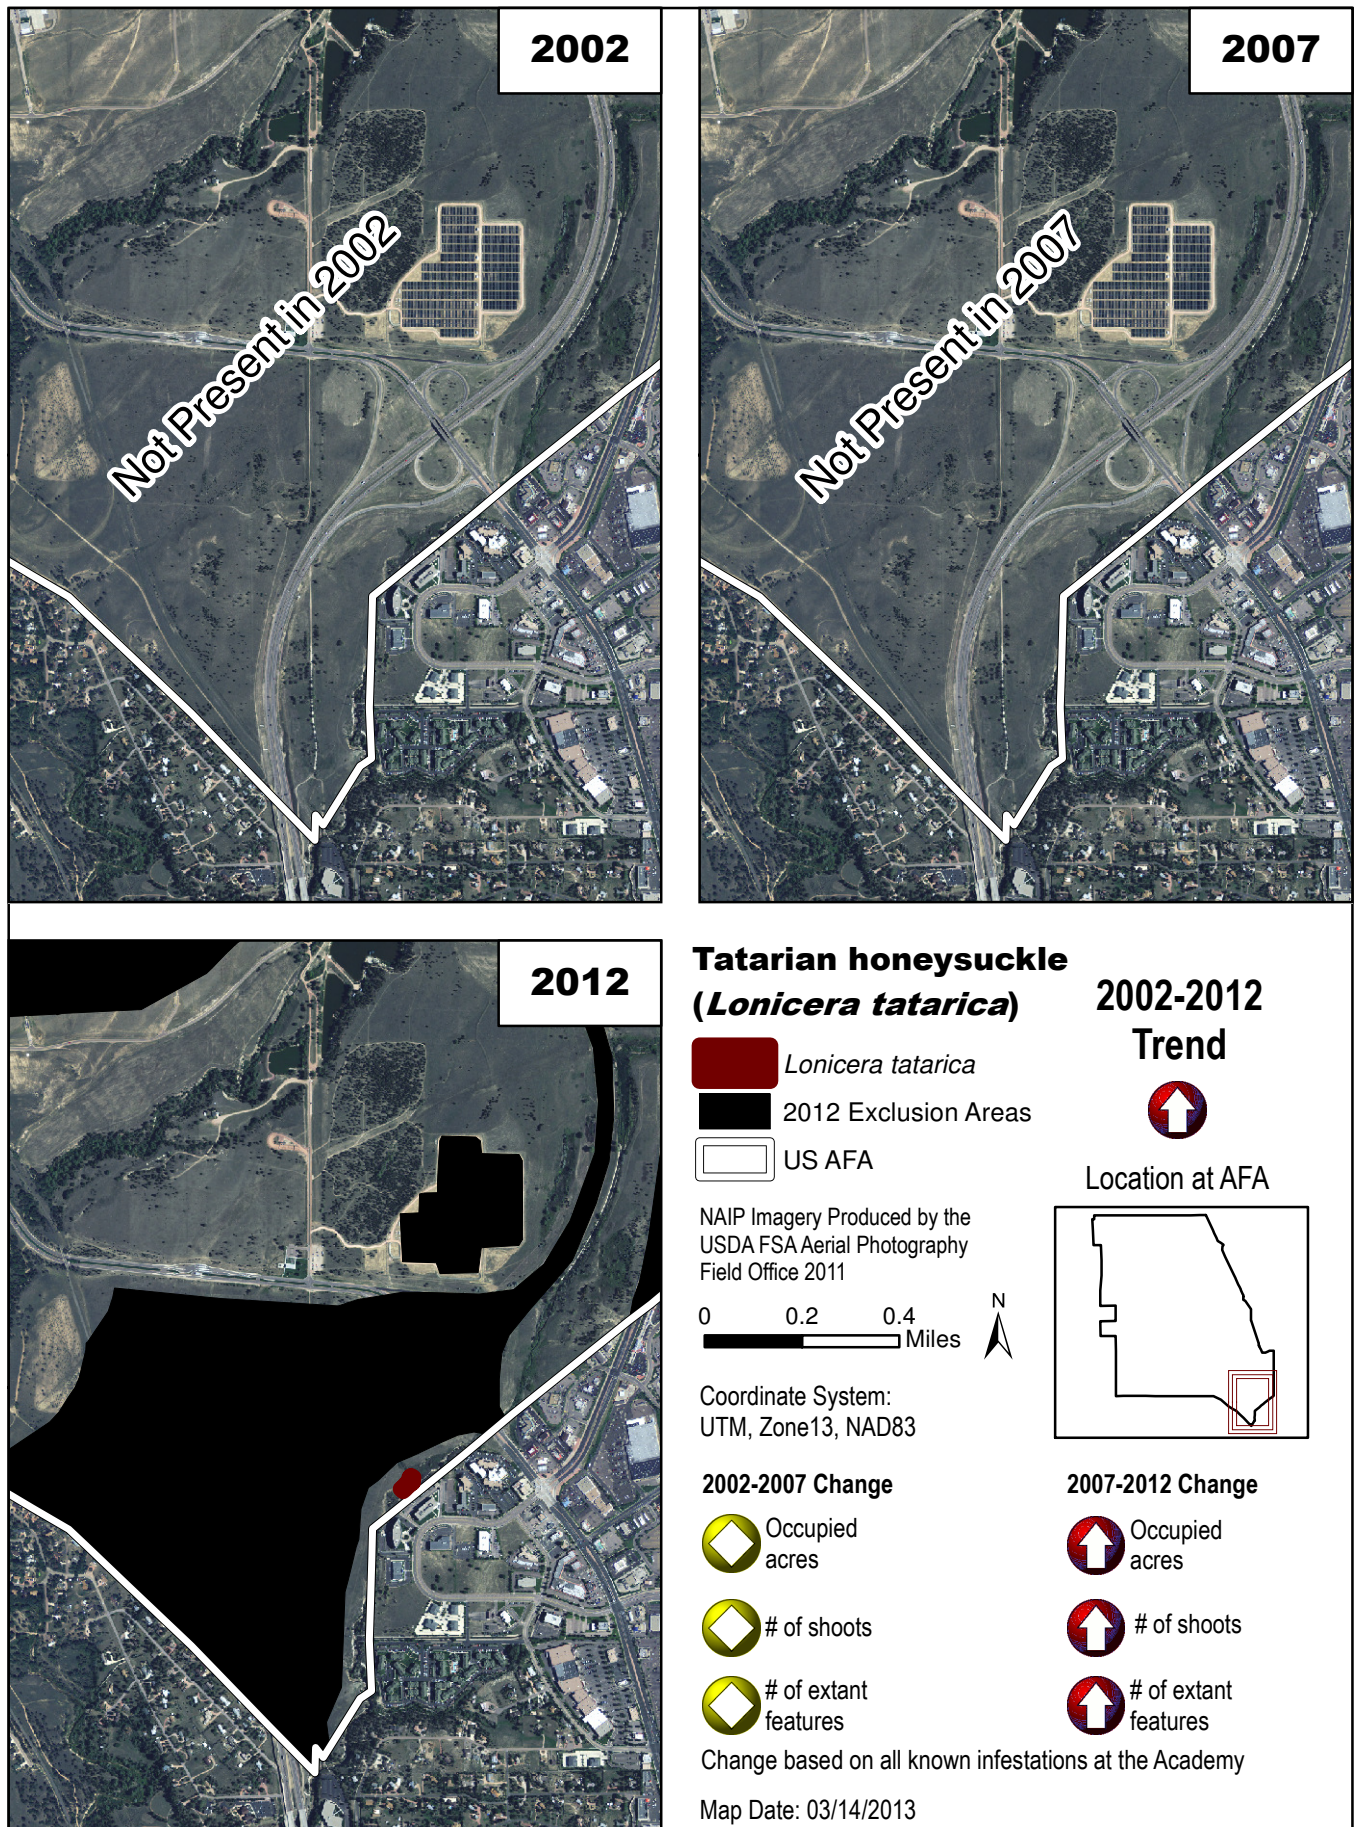 2002
Not Present in 2002
2007
Not Present in 2007
2012
Tatarian honeysuckle
(Lonicera tatarica)
Lonicera tatarica
2012 Exclusion Areas
US AFA
NAIP Imagery Produced by the
USDA FSA Aerial Photography
Field Office 2011
0 0.2 0.4
Miles
N
Coordinate System:
UTM, Zone13, NAD83
2002-2012
Trend
Location at AFA
2002-2007 Change
Occupied
acres
# of shoots
# of extant
features
2007-2012 Change
Occupied
acres
# of shoots
# of extant
features
Change based on all known infestations at the Academy
Map Date: 03/14/2013